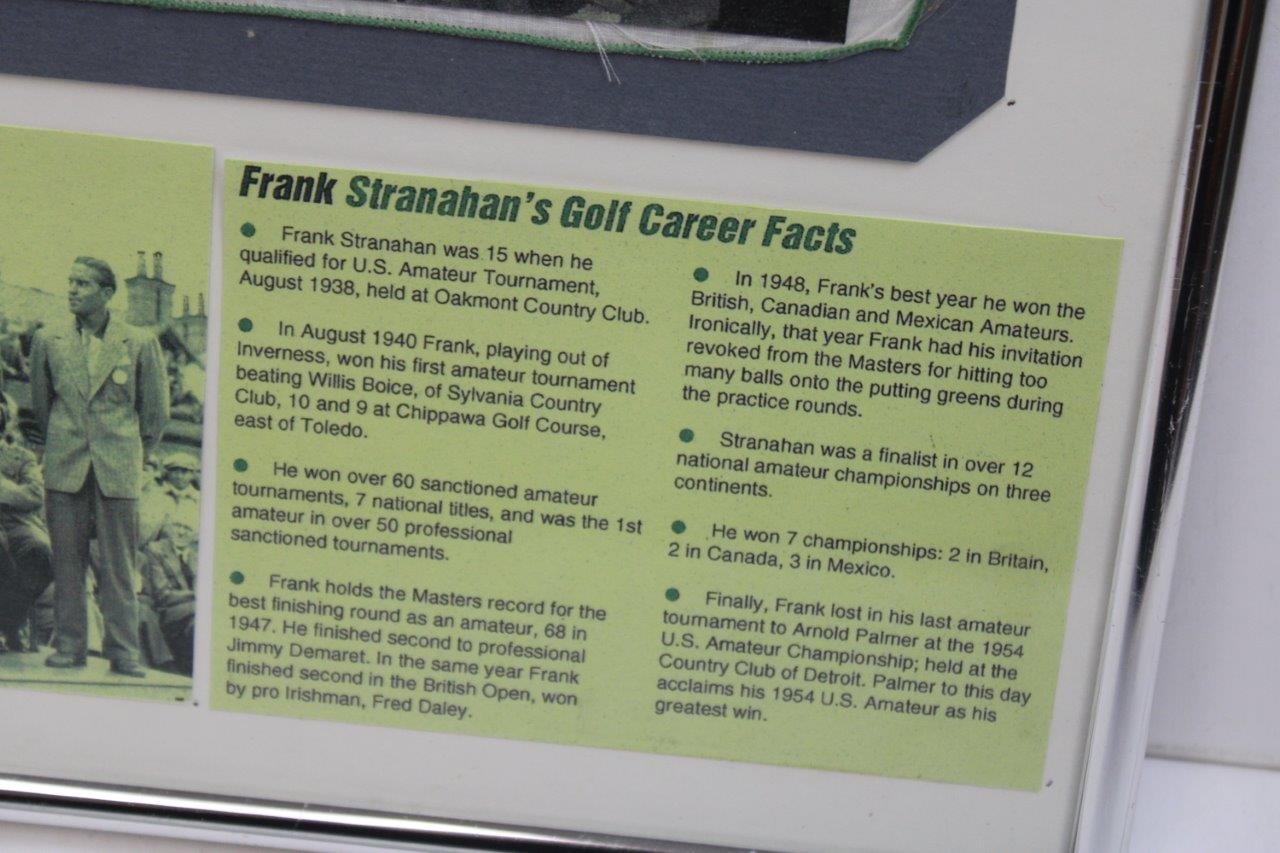 Frank Stranahan's Golf Career Facts
● Frank Stranahan was 15 when he
qualified for U.S. Amateur Tournament,
August 1938, held at Oakmont Country Club.
● In August 1940 Frank, playing out of
Inverness, won his first amateur tournament
beating Willis Boice, of Sylvania Country
Club, 10 and 9 at Chippawa Golf Course,
east of Toledo.
● He won over 60 sanctioned amateur
tournaments, 7 national titles, and was the 1st
amateur in over 50 professional
sanctioned tournaments.
● Frank holds the Masters record for the
best finishing round as an amateur, 68 in
1947. He finished second to professional
Jimmy Demaret. In the same year Frank
finished second in the British Open, won
by pro Irishman, Fred Daley.
● In 1948, Frank's best year he won the
British, Canadian and Mexican Amateurs.
Ironically, that year Frank had his invitation
revoked from the Masters for hitting too
many balls onto the putting greens during
the practice rounds.
● Stranahan was a finalist in over 12
national amateur championships on three
continents.
● He won 7 championships: 2 in Britain,
2 in Canada, 3 in Mexico.
● Finally, Frank lost in his last amateur
tournament to Arnold Palmer at the 1954
U.S. Amateur Championship; held at the
Country Club of Detroit. Palmer to this day
acclaims his 1954 U.S. Amateur as his
greatest win.